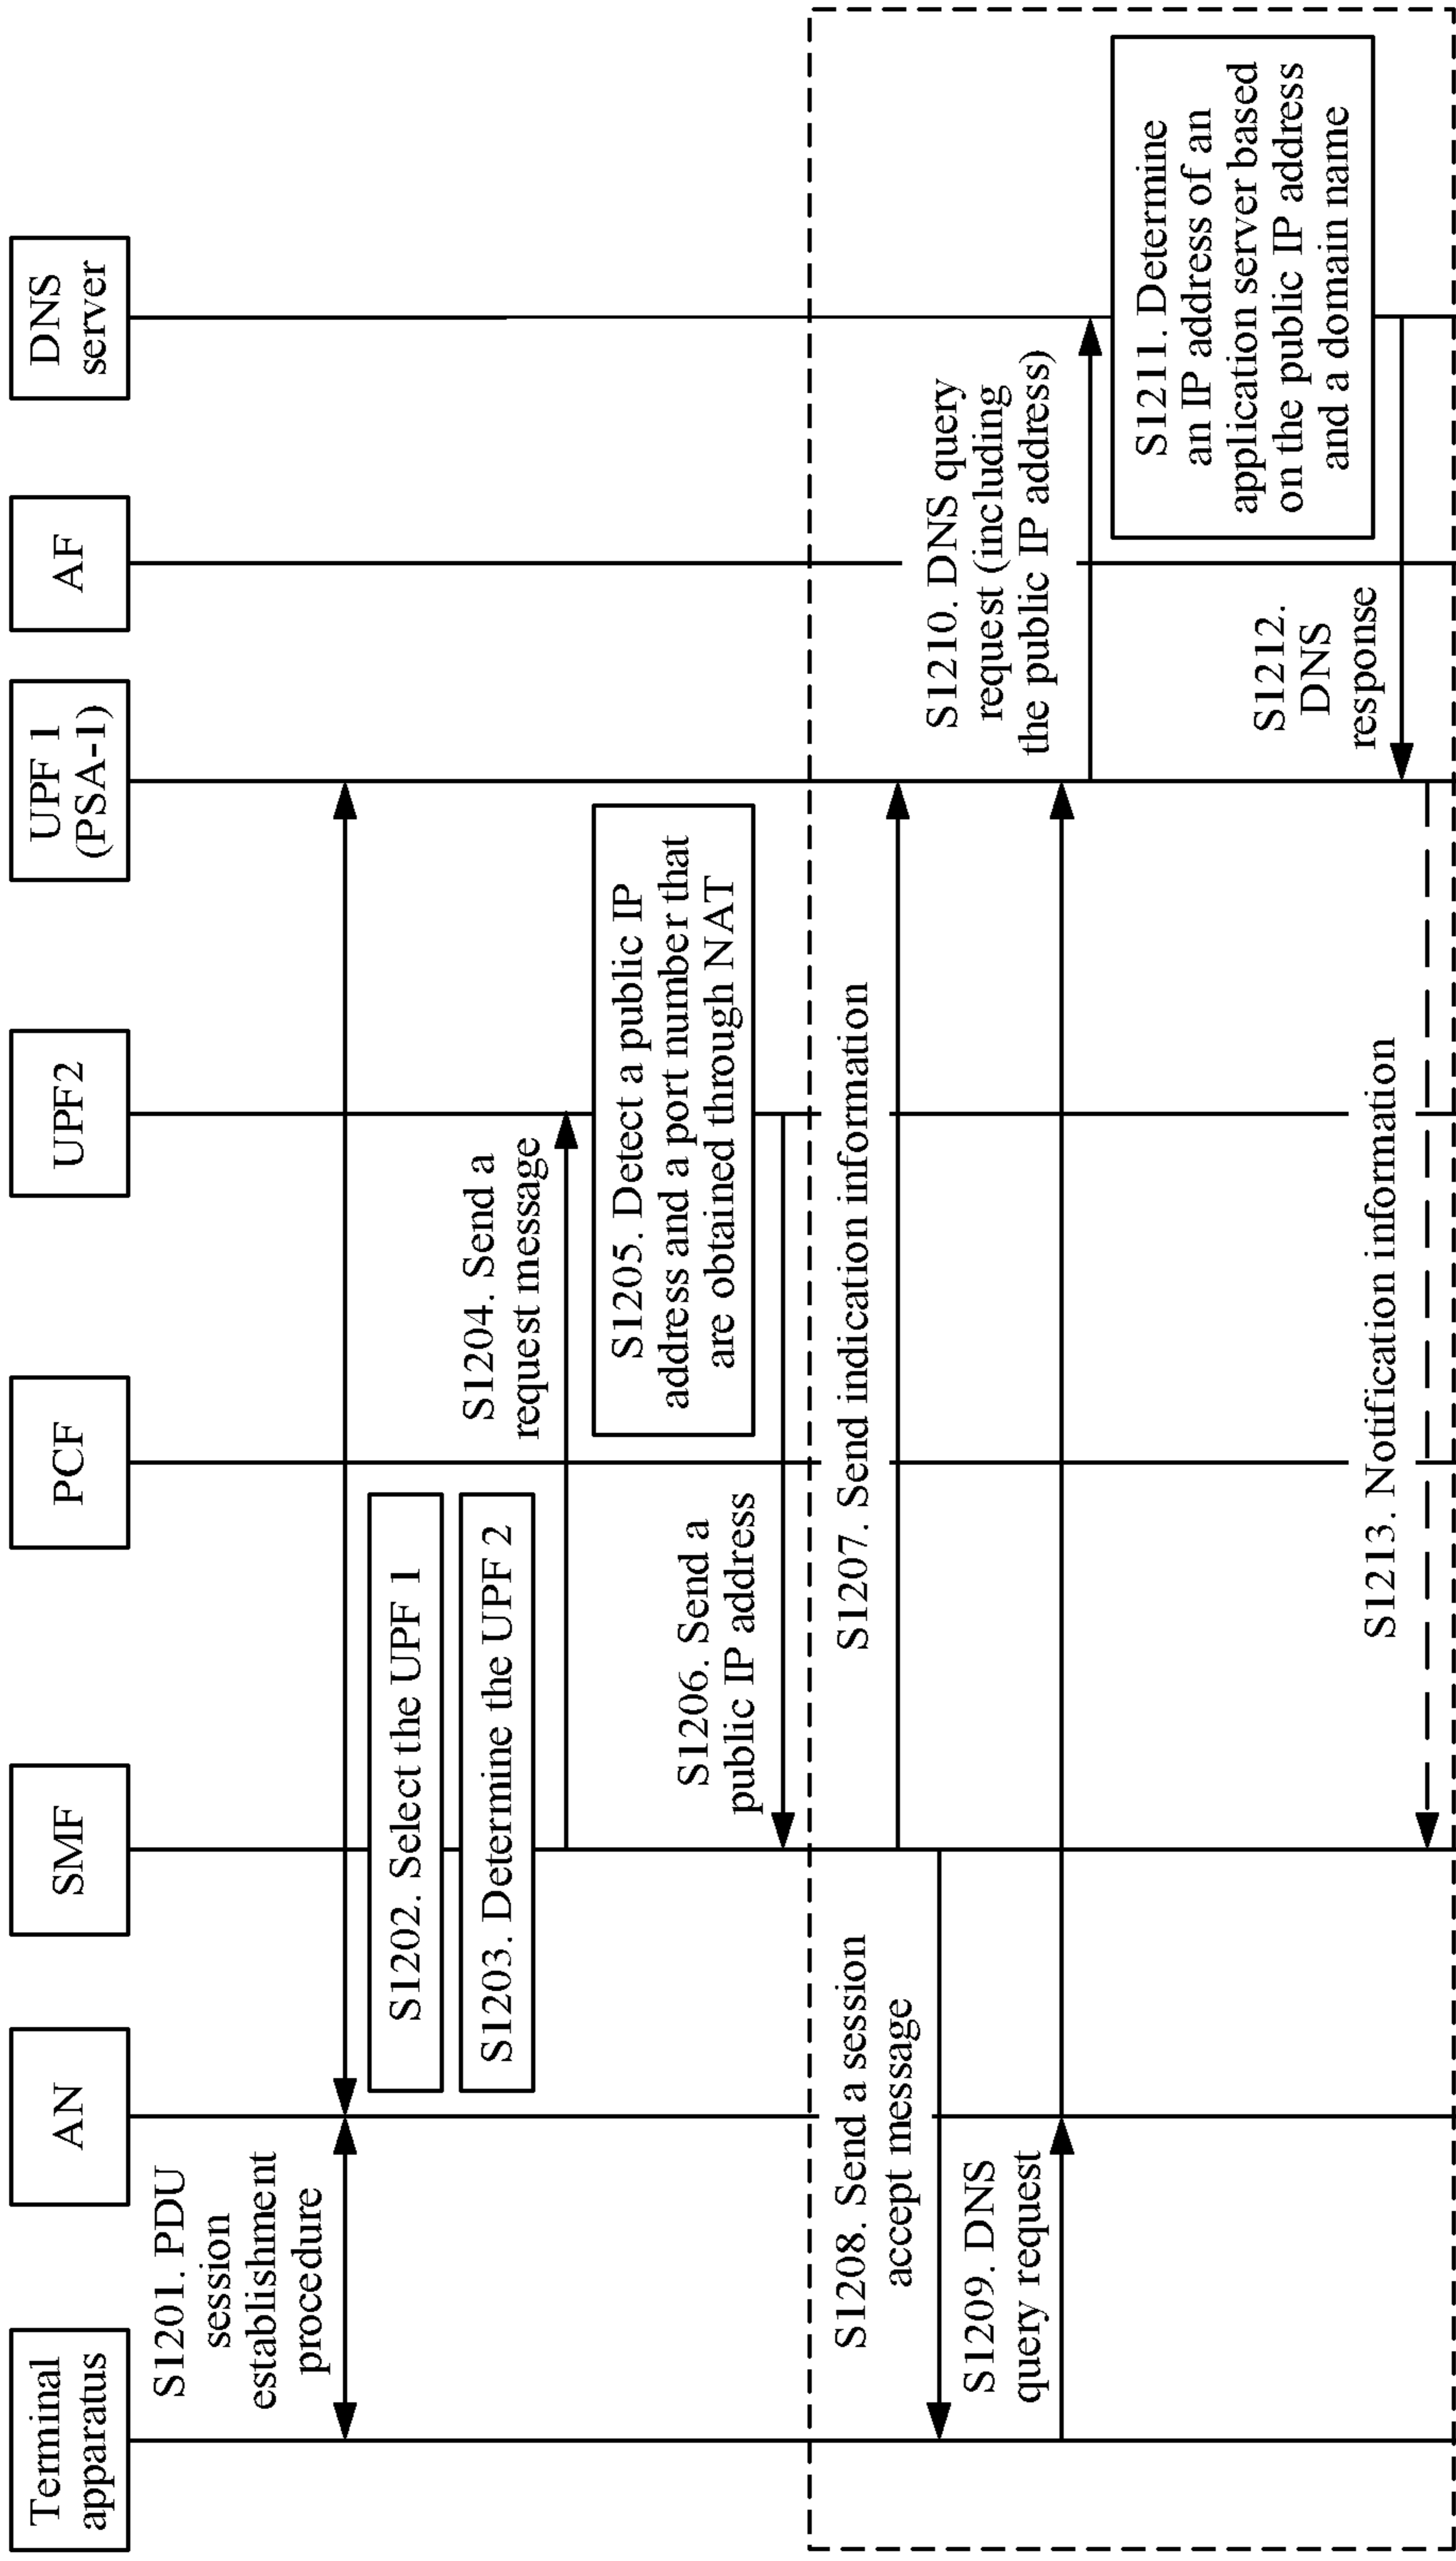 Terminal
apparatus
AN
SMF
PCF
UPF2
UPF 1
(PSA-1)
AF
DNS
server
S1201. PDU
session
establishment
procedure
S1202. Select the UPF 1
S1203. Determine the UPF 2
S1204. Send a
request message
S1205. Detect a public IP
address and a port number that
are obtained through NAT
S1206. Send a
public IP address
S1207. Send indication information
S1208. Send a session
accept message
S1209. DNS
query request
S1210. DNS query
request (including
the public IP address)
S1211. Determine
an IP address of an
application server based
on the public IP address
and a domain name
S1212.
DNS
response
S1213. Notification information